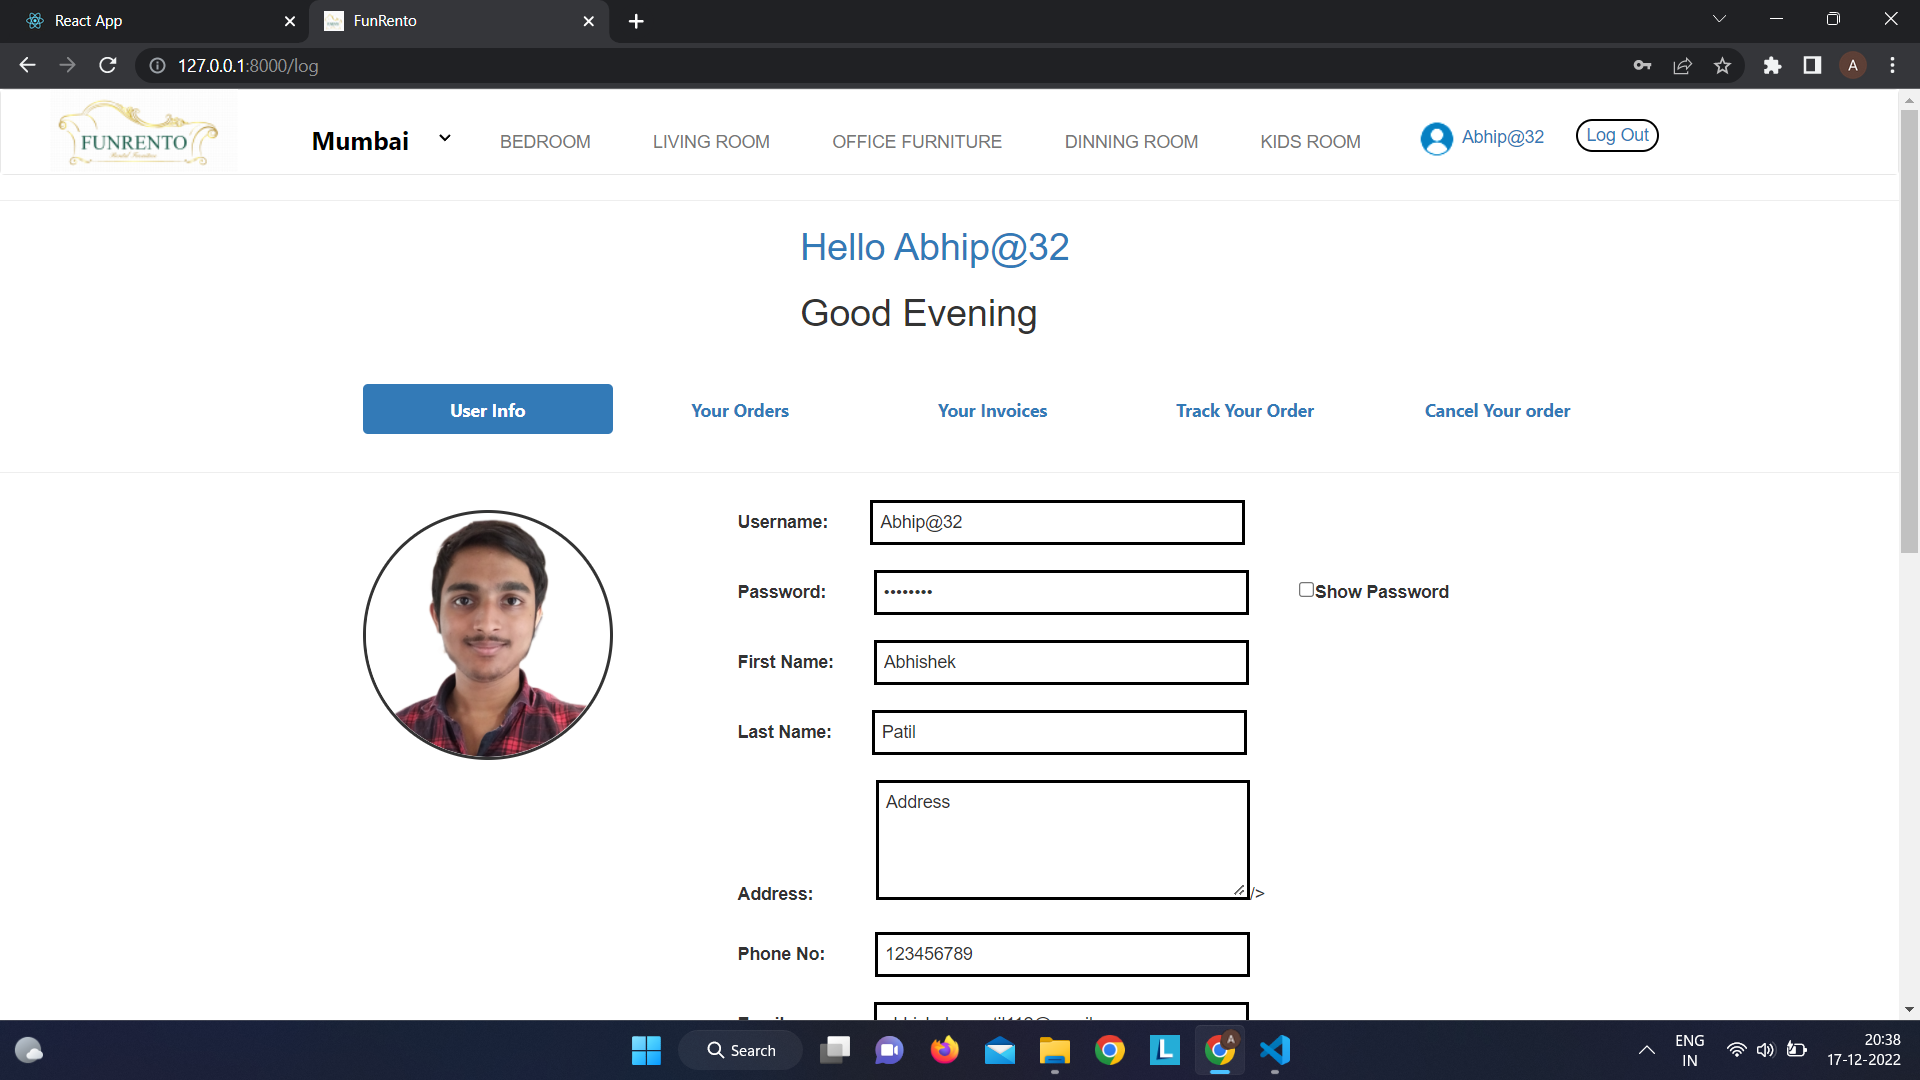 React App
FunRento
127.0.0.1:8000/log
A
FUNRENTO
Mumbai
BEDROOM
LIVING ROOM
OFFICE FURNITURE
DINNING ROOM
KIDS ROOM
Abhip@32
Log Out
Hello Abhip@32
Good Evening
User Info
Your Orders
Your Invoices
Track Your Order
Cancel Your order
Username: Abhip@32
Password: ••••••••
Show Password
First Name: Abhishek
Last Name: Patil
Address
Address: />
Phone No: 123456789
Search
L
A
ENG
IN
20:38
17-12-2022